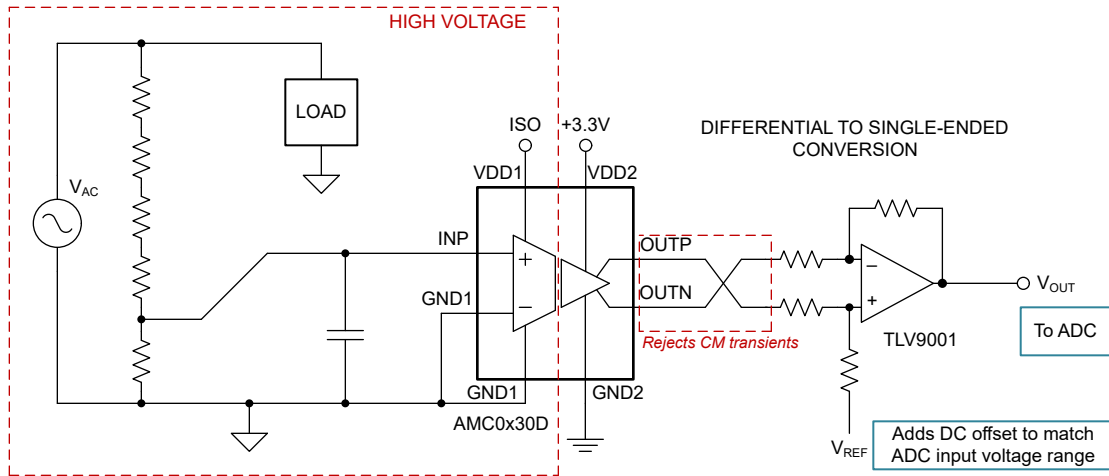 HIGH VOLTAGE
LOAD
ISO
+3.3V
DIFFERENTIAL TO SINGLE-ENDED
CONVERSION
VDD1
VDD2
VAC
INP
OUTP
GND1
OUTN
VOUT
Rejects CM transients
TLV9001
To ADC
GND1
GND2
AMC0x30D
VREF
Adds DC offset to match
ADC input voltage range